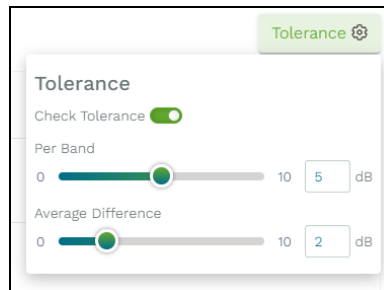 Tolerance
Tolerance
Check Tolerance
Per Band
0 10 5 dB
Average Difference
0 10 2 dB